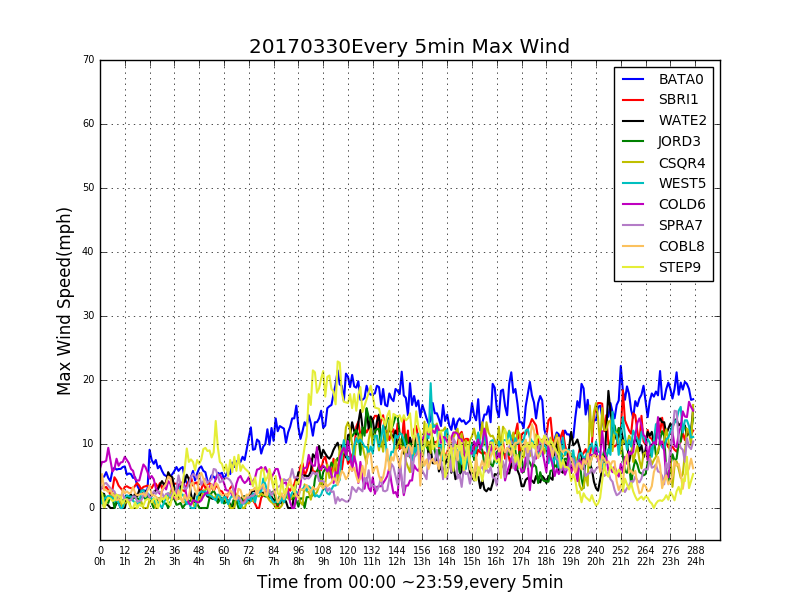 20170330Every 5min Max Wind
70
60
50
40
30
20
10
0
Max Wind Speed(mph)
BATA0
SBRI1
WATE2
JORD3
CSQR4
WEST5
COLD6
SPRA7
COBL8
STEP9
0 12 24 36 48 60 72 84 96 108 120 132 144 156 168 180 192 204 216 228 240 252 264 276 288
0h 1h 2h 3h 4h 5h 6h 7h 8h 9h 10h 11h 12h 13h 14h 15h 16h 17h 18h 19h 20h 21h 22h 23h 24h
Time from 00:00 ~23:59,every 5min